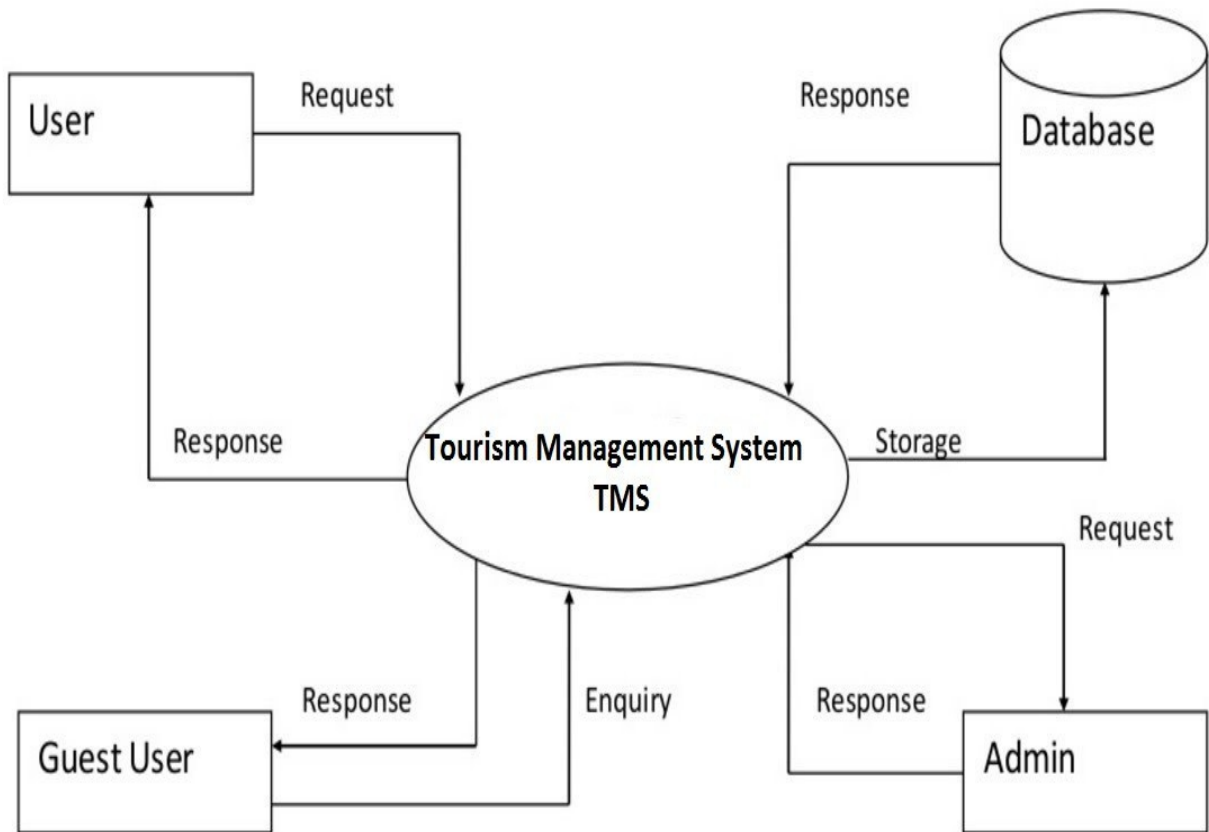 User
Request
Response
Database
Response
Tourism Management System
TMS
Storage
Request
Response
Enquiry
Response
Guest User
Admin